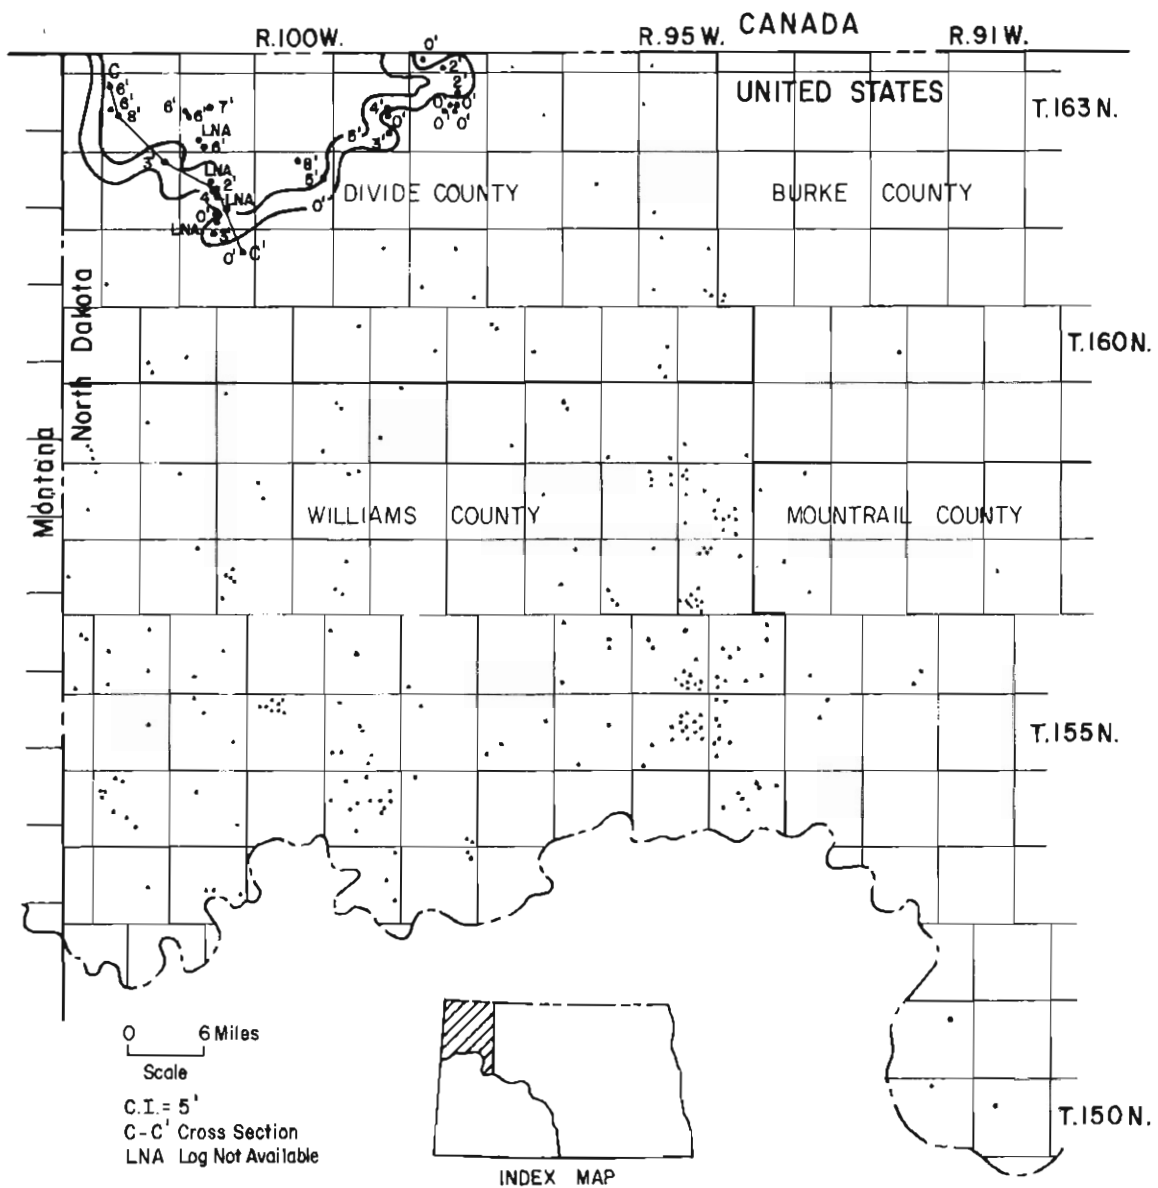 CANADA
R.100W.
R.95W.
R.91W.
UNITED STATES
T.163N.
0'
2'
2'
0'
0'
0'
0'
C
6'
6'
8'
6'
6'
7'
LNA
6'
4'
0'
5'
3'
3'
LNA
2'
4
LNA
0'
2'
LNA
3'
0'
C'
8'
5'
0'
DIVIDE COUNTY
BURKE COUNTY
T.160N.
North Dakota
Montana
WILLIAMS COUNTY
MOUNTRAIL COUNTY
T.155N.
0
6 Miles
Scale
C.I.= 5'
C-C' Cross Section
LNA Log Not Available
INDEX MAP
T.150N.